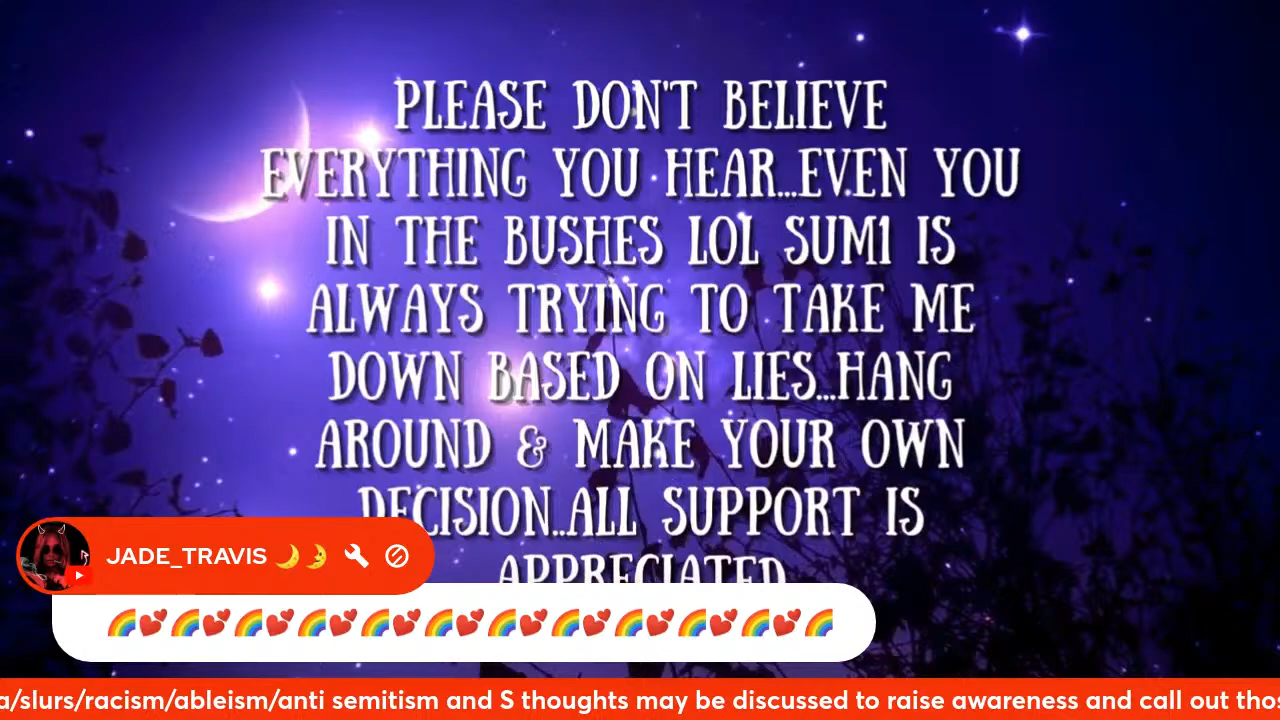 PLEASE DON'T BELIEVE
EVERYTHING YOU HEAR...EVEN YOU
IN THE BUSHES LOL SUM1 IS
ALWAYS TRYING TO TAKE ME
DOWN BASED ON LIES...HANG
AROUND & MAKE YOUR OWN
DECISION..ALL SUPPORT IS
APPRECIATED
JADE_TRAVIS 🌙🌛
🌈💕🌈💕🌈💕🌈💕🌈💕🌈💕🌈💕🌈💕🌈💕🌈💕🌈💕🌈
a/slurs/racism/ableism/anti semitism and S thoughts may be discussed to raise awareness and call out thos